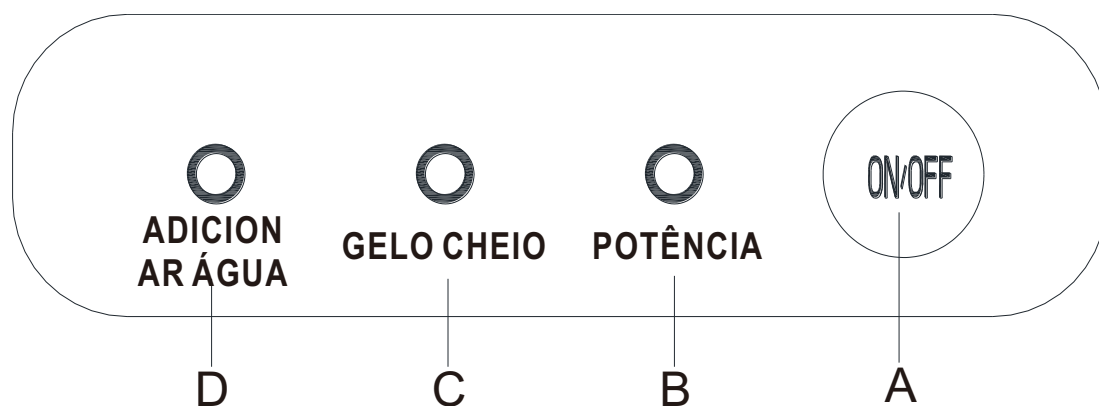 ADICION
AR ÁGUA
GELO CHEIO
POTÊNCIA
ON/OFF
D
C
B
A